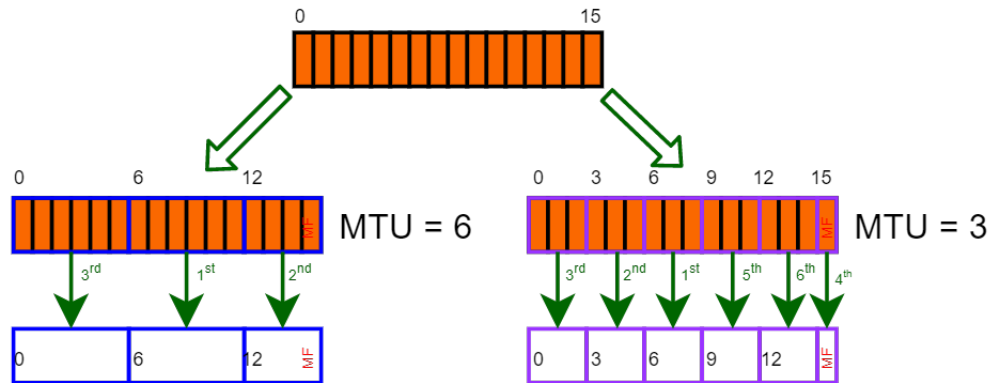 0 15
0 6 12
MF
MTU = 6
0 3 6 9 12 15
MF
MTU = 3
3rd 1st 2nd
3rd 2nd 1st 5th 6th 4th
0 6 12 MF
0 3 6 9 12 MF